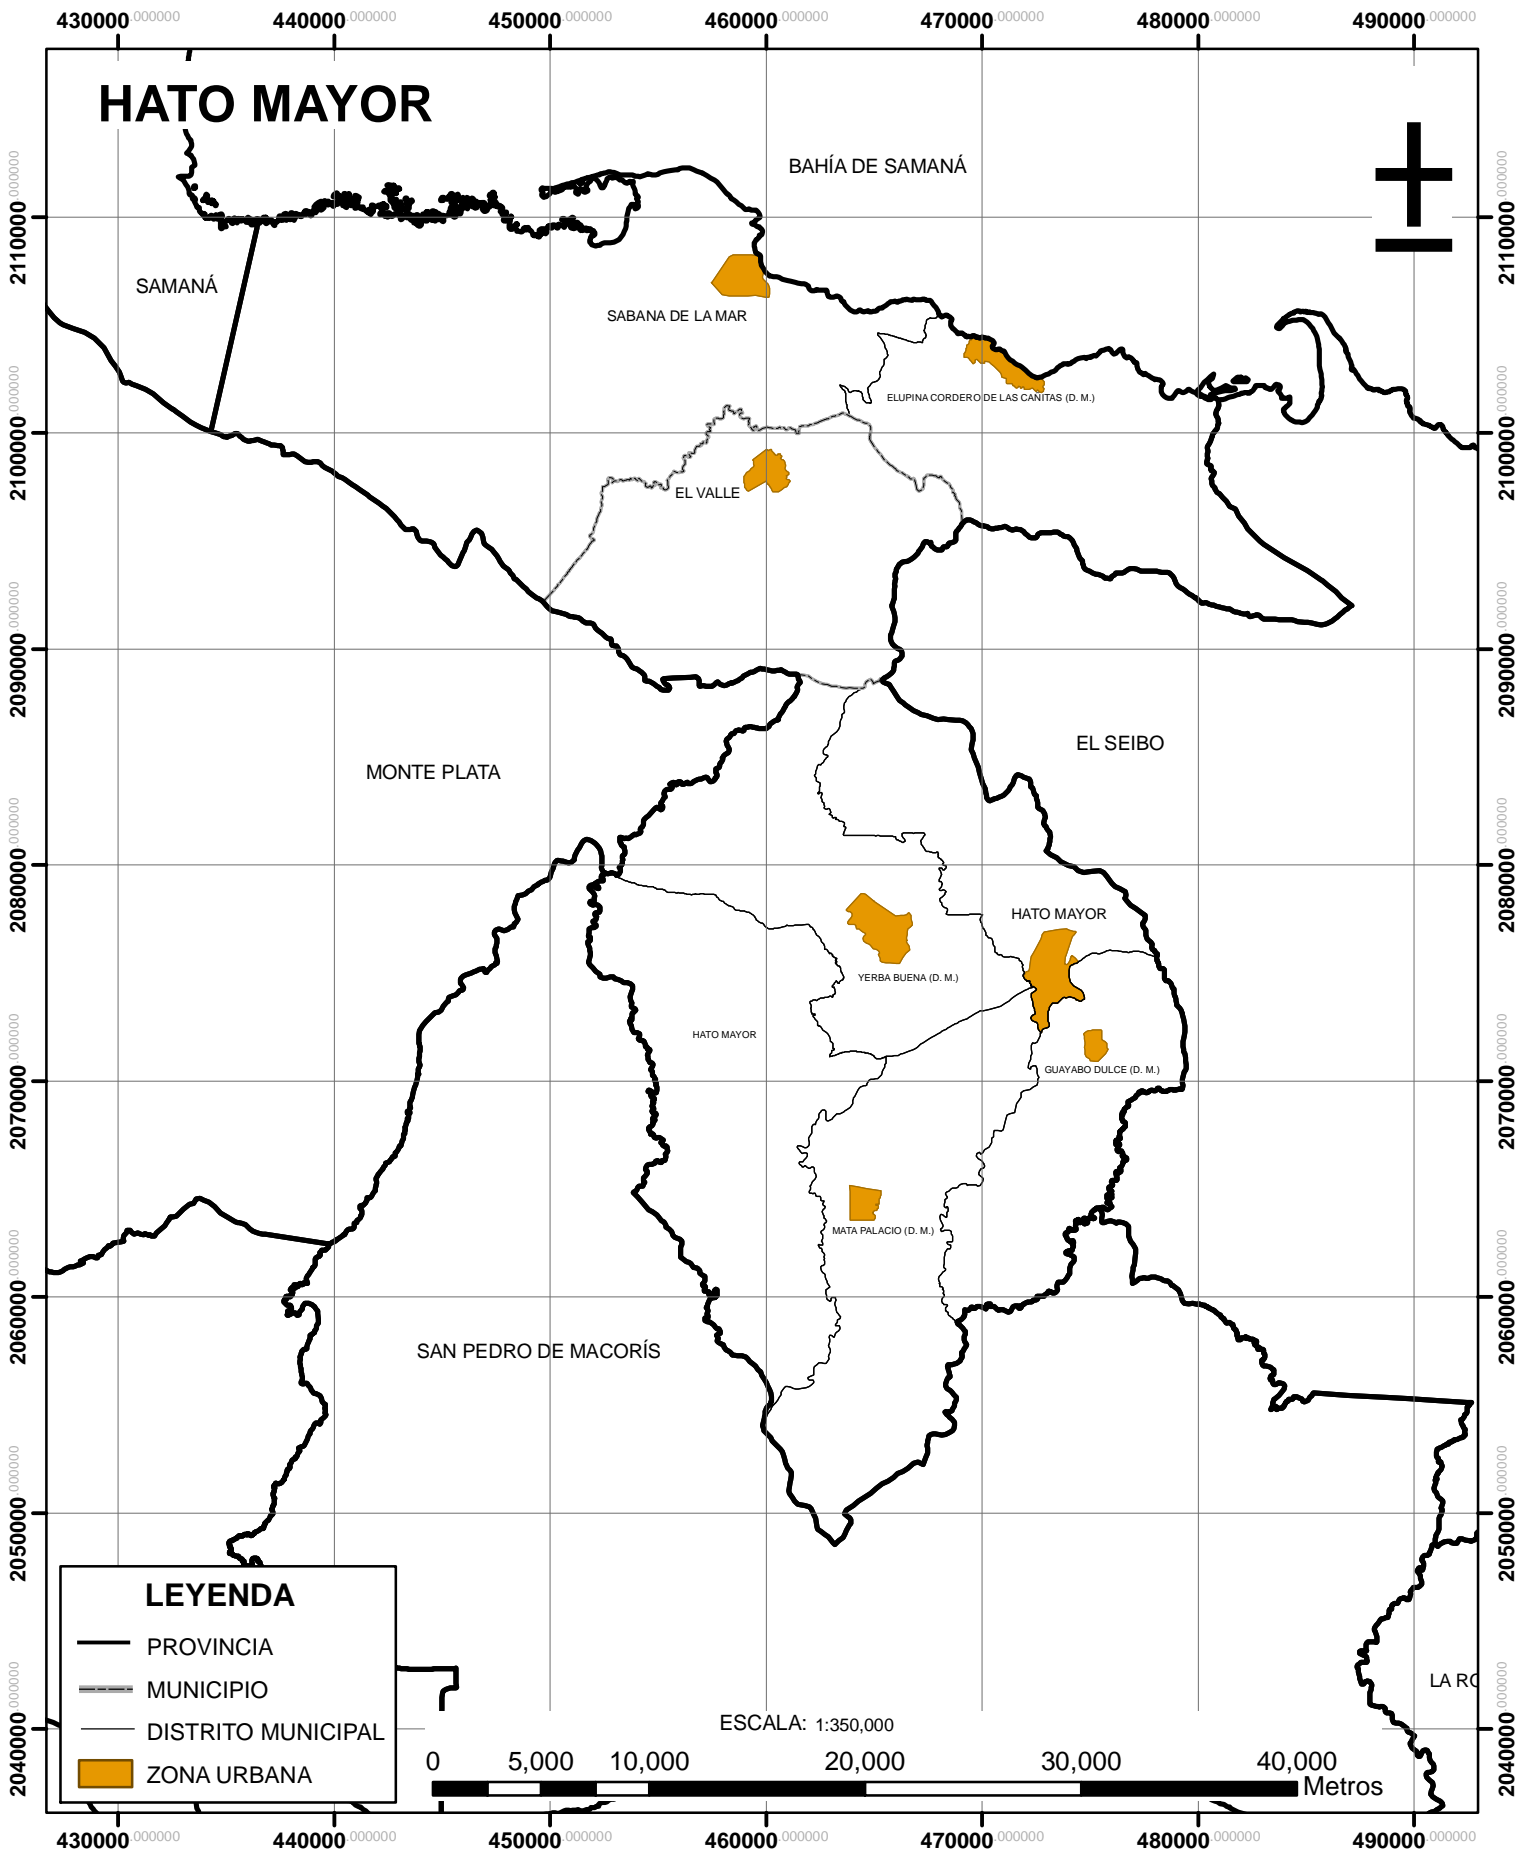 430000.000000 440000.000000 450000.000000 460000.000000 470000.000000 480000.000000 490000.000000
HATO MAYOR
BAHÍA DE SAMANÁ
2110000.000000 2110000.000000
SAMANÁ
SABANA DE LA MAR
ELUPINA CORDERO DE LAS CAÑITAS (D. M.)
2100000.000000 2100000.000000
EL VALLE
2090000.000000 2090000.000000
EL SEIBO
MONTE PLATA
2080000.000000 2080000.000000
HATO MAYOR
YERBA BUENA (D. M.)
HATO MAYOR
GUAYABO DULCE (D. M.)
2070000.000000 2070000.000000
MATA PALACIO (D. M.)
2060000.000000 2060000.000000
SAN PEDRO DE MACORÍS
2050000.000000 2050000.000000
LEYENDA
PROVINCIA
MUNICIPIO
DISTRITO MUNICIPAL
ZONA URBANA
LA RO
2040000.000000 2040000.000000
ESCALA: 1:350,000
0 5,000 10,000 20,000 30,000 40,000
Metros
430000.000000 440000.000000 450000.000000 460000.000000 470000.000000 480000.000000 490000.000000